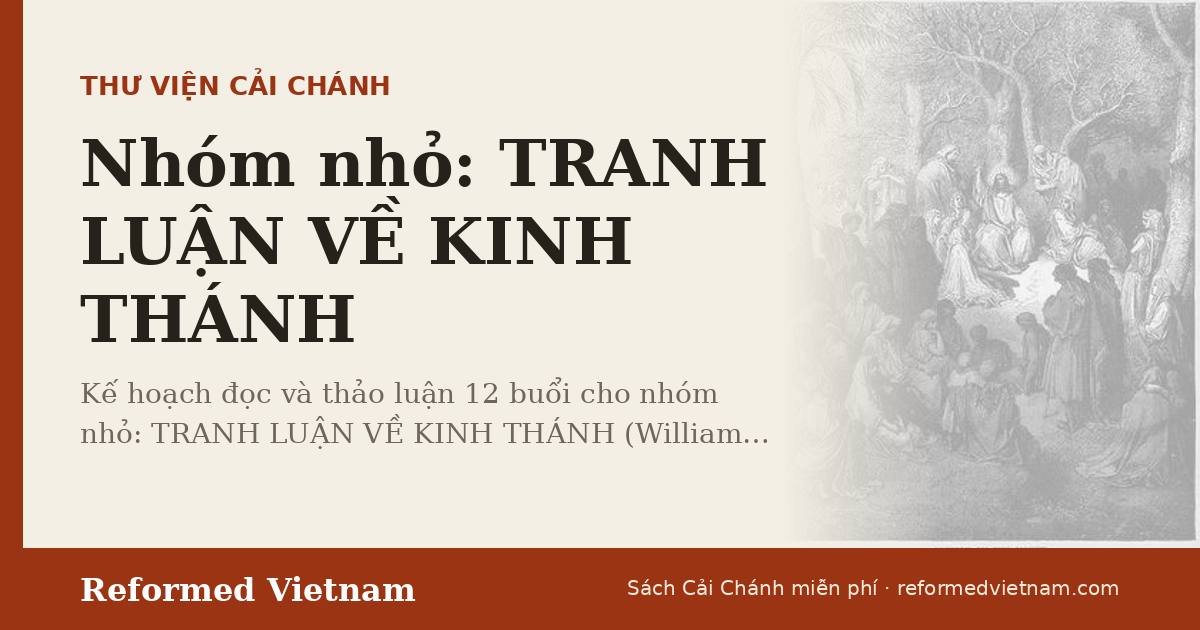 THƯ VIỆN CẢI CHÁNH
Nhóm nhỏ: TRANH
LUẬN VỀ KINH
THÁNH
Kế hoạch đọc và thảo luận 12 buổi cho nhóm
nhỏ: TRANH LUẬN VỀ KINH THÁNH (William...
Reformed Vietnam
Sách Cải Chánh miễn phí · reformedvietnam.com